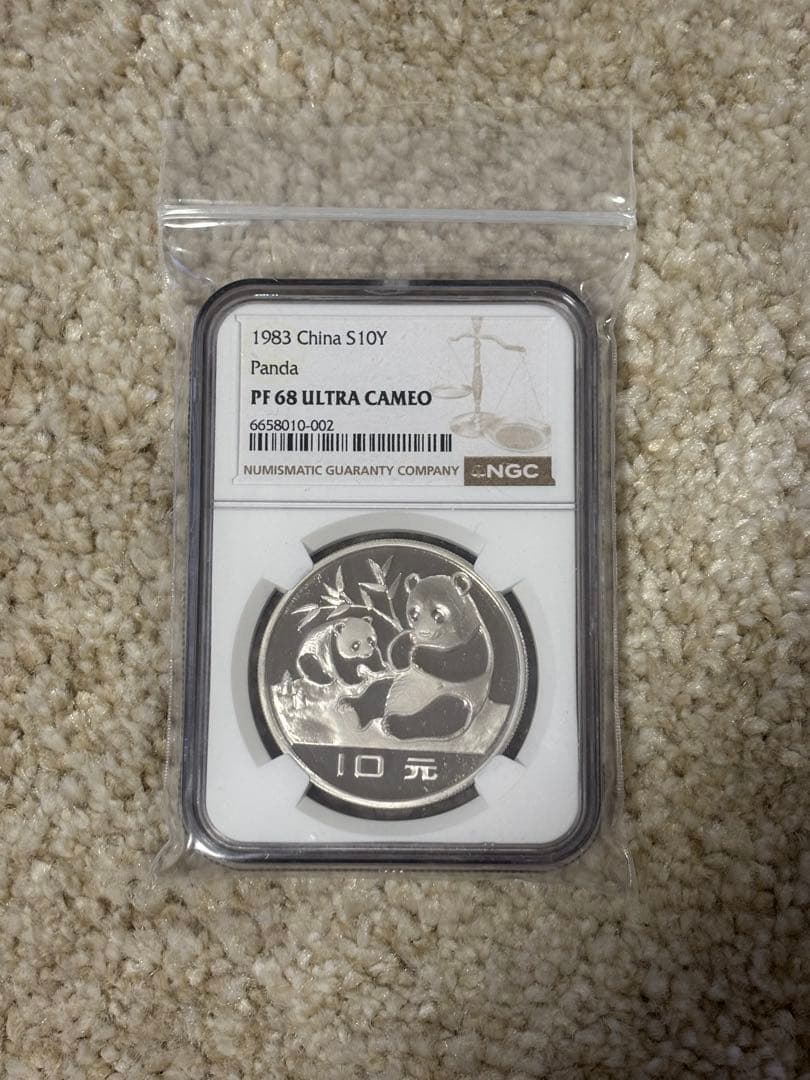 1983 China S10Y
Panda
PF 68 ULTRA CAMEO
6658010-002
NUMISMATIC GUARANTY COMPANY NGC
10 元